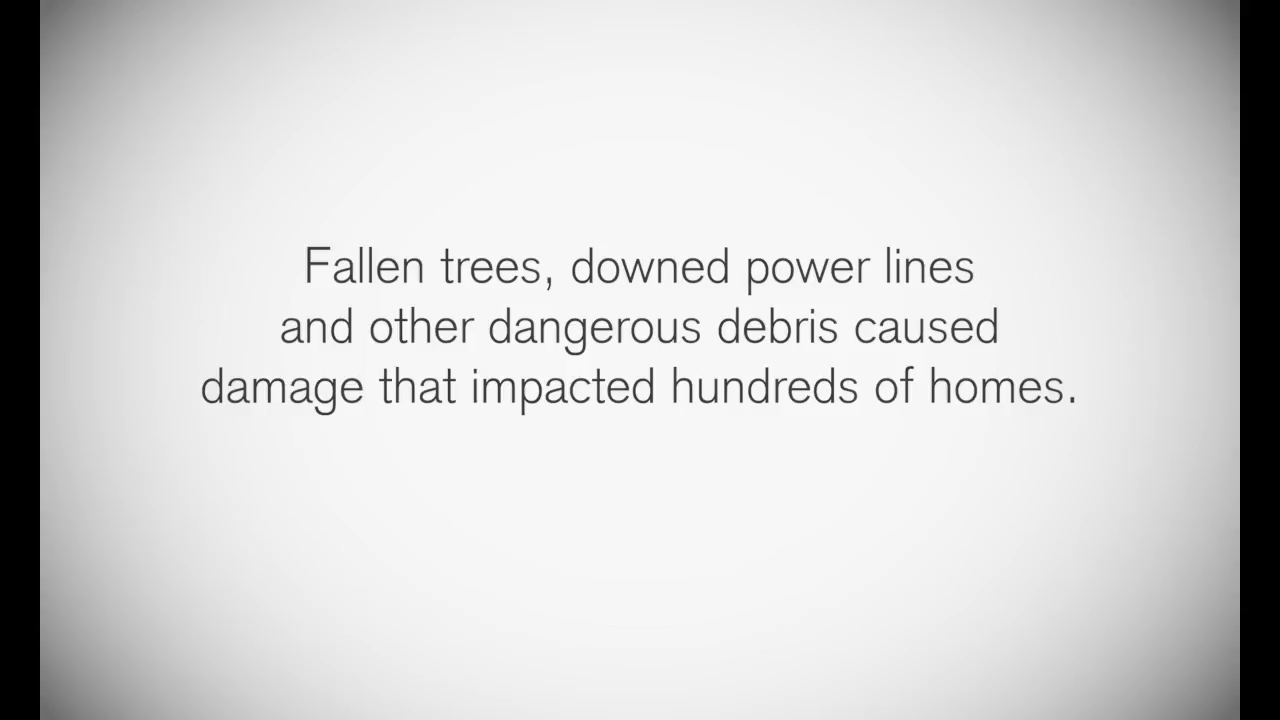 Fallen trees, downed power lines
and other dangerous debris caused
damage that impacted hundreds of homes.